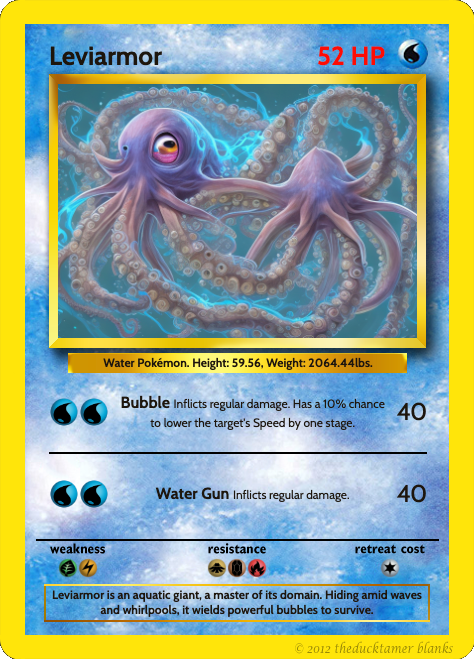 Leviarmor 52 HP
Water Pokémon. Height: 59.56, Weight: 2064.44lbs.
Bubble Inflicts regular damage. Has a 10% chance
to lower the target's Speed by one stage. 40
Water Gun Inflicts regular damage. 40
weakness resistance retreat cost
Leviarmor is an aquatic giant, a master of its domain. Hiding amid waves
and whirlpools, it wields powerful bubbles to survive.
© 2012 theducktamer blanks